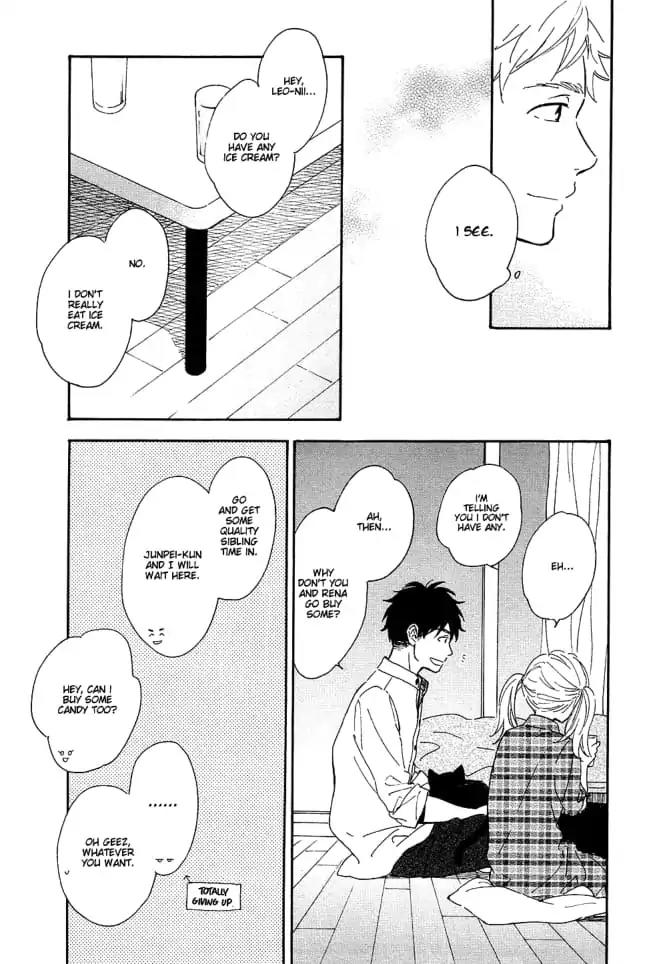 I SEE.
HEY,
LEO-NII...
DO YOU
HAVE ANY
ICE CREAM?
NO.
I DON'T
REALLY
EAT ICE
CREAM.
EH...
I'M
TELLING
YOU I DON'T
HAVE ANY.
AH,
THEN...
WHY
DON'T YOU
AND RENA
GO BUY
SOME?
GO
AND GET
SOME
QUALITY
SIBLING
TIME IN.
JUNPEI-KUN
AND I WILL
WAIT HERE.
HEY, CAN I
BUY SOME
CANDY TOO?
......
OH GEEZ,
WHATEVER
YOU WANT.
TOTALLY
GIVING UP